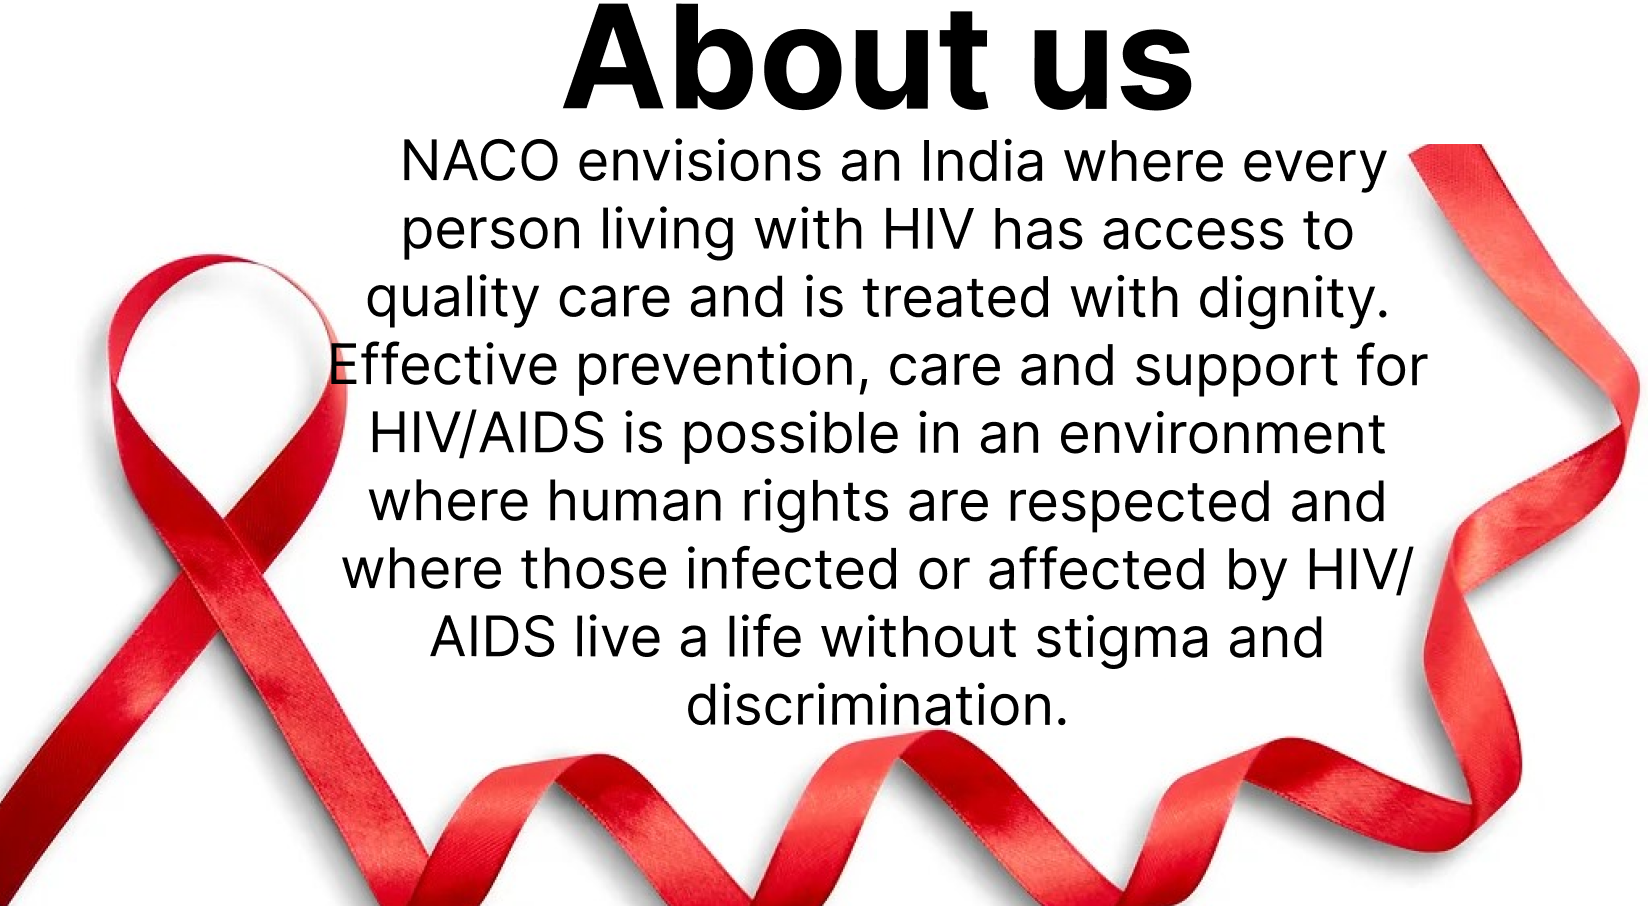 About us
NACO envisions an India where every
person living with HIV has access to
quality care and is treated with dignity.
Effective prevention, care and support for
HIV/AIDS is possible in an environment
where human rights are respected and
where those infected or affected by HIV/
AIDS live a life without stigma and
discrimination.